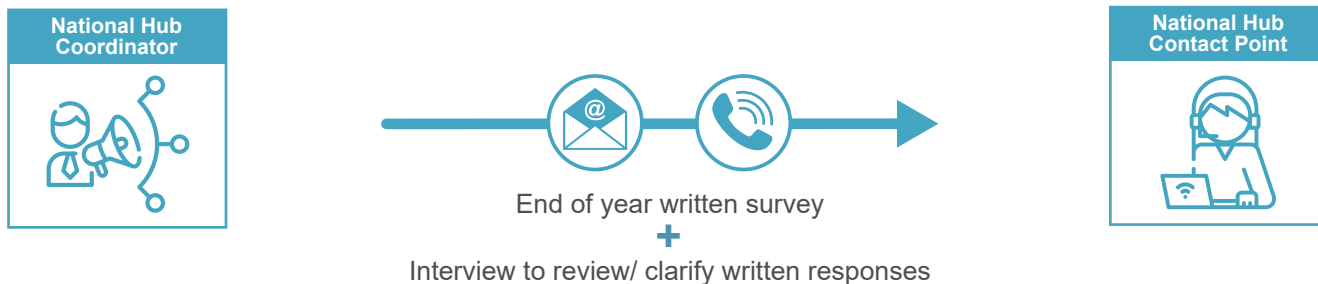 National Hub
Coordinator
National Hub
Contact Point
@
End of year written survey
+
Interview to review/ clarify written responses